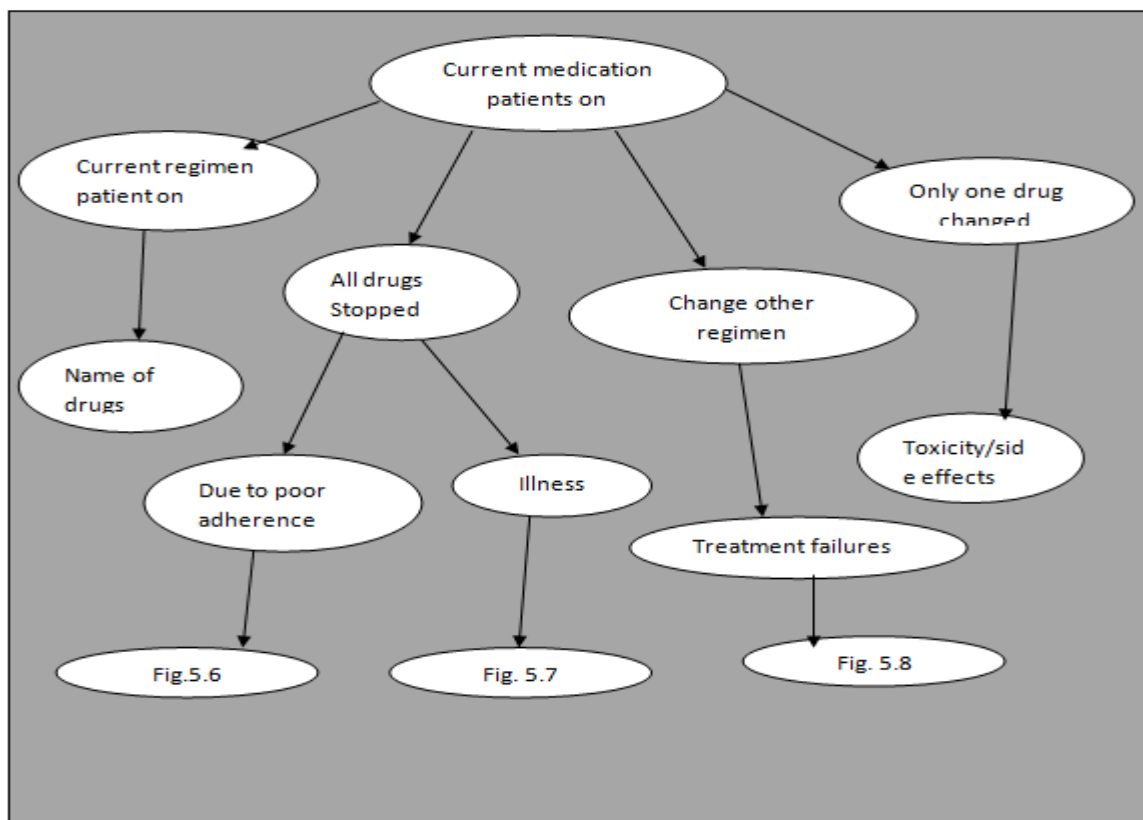 Current medication
patients on
Current regimen
patient on
Only one drug
changed
All drugs
Stopped
Change other
regimen
Name of
drugs
Toxicity/sid
e effects
Due to poor
adherence
Illness
Treatment failures
Fig.5.6
Fig. 5.7
Fig. 5.8